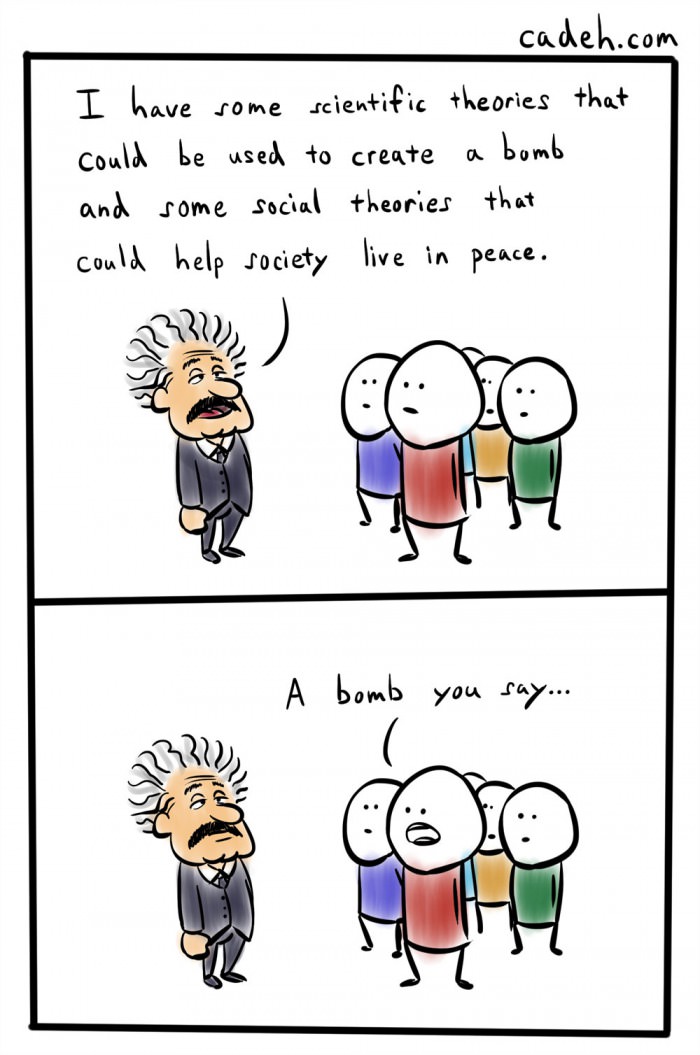 cadeh.com
I have some scientific theories that
could be used to create a bomb
and some social theories that
could help society live in peace.
A bomb you say...